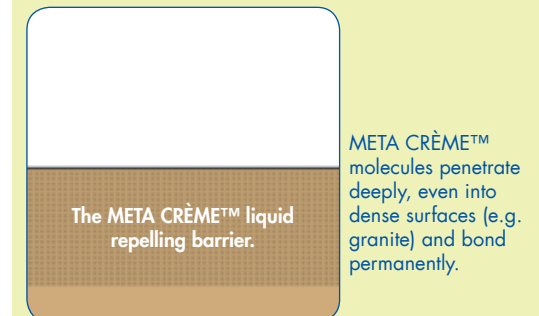 The META CRÈME™ liquid
repelling barrier.
META CRÈME™
molecules penetrate
deeply, even into
dense surfaces (e.g.
granite) and bond
permanently.